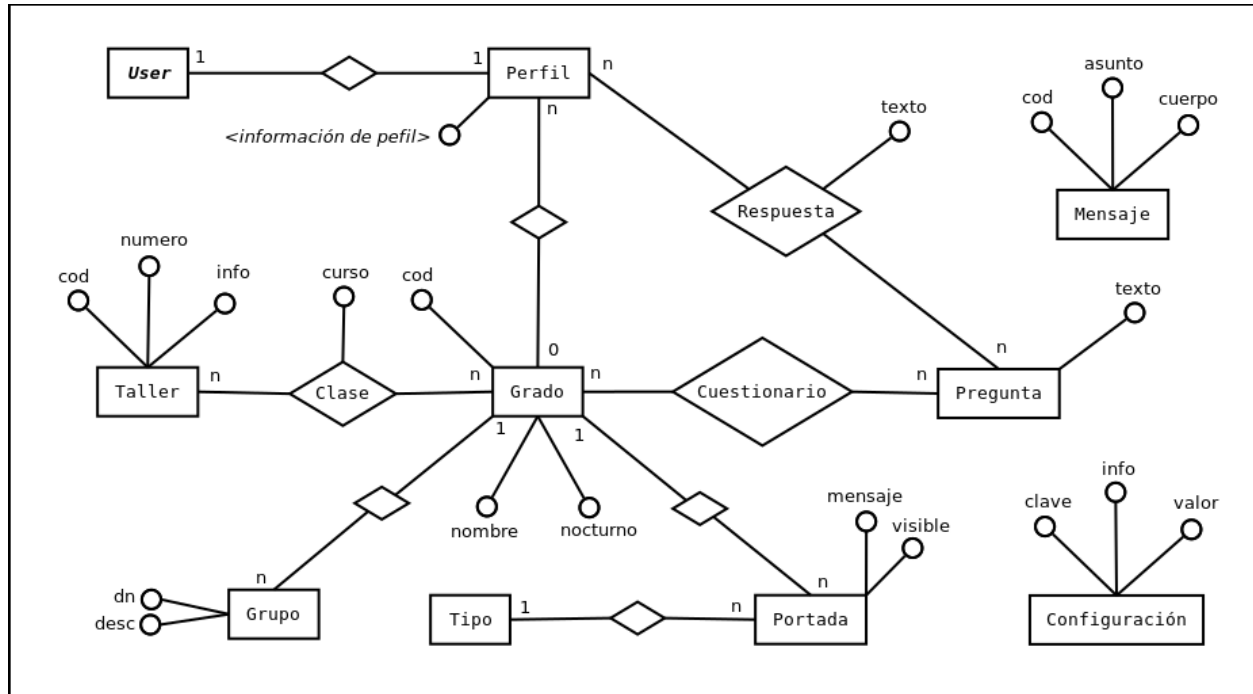 User
1
1
Perfil
n
n
<información de pefil>
texto
asunto
cod
cuerpo
Respuesta
Mensaje
numero
cod
info
curso
cod
texto
0
n
Taller
n
Clase
n
Grado
n
Cuestionario
n
Pregunta
1
1
nombre
nocturno
mensaje
visible
info
clave
valor
n
n
dn
desc
Grupo
Tipo
1
n
Portada
Configuración